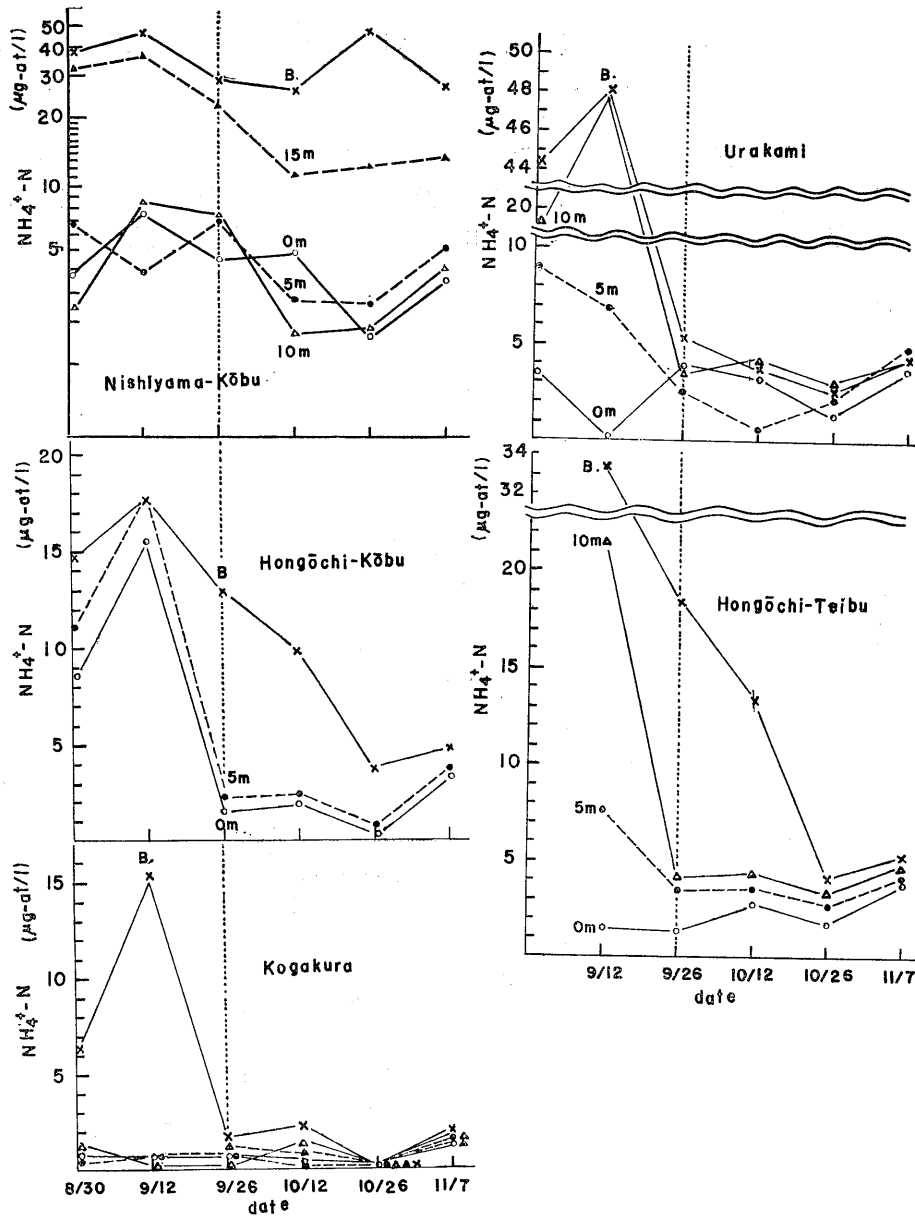 NH4+-N (μg-at/l)
50
40
30
20
10
5
B.
15m
0m
5m
10m
Nishiyama-Kōbu
NH4+-N (μg-at/l)
50
48
46
44
20
10
5
B.
10m
5m
0m
Urakami
NH4+-N (μg-at/l)
20
15
10
5
B
5m
0m
Hongōchi-Kōbu
NH4+-N (μg-at/l)
34
32
20
15
10
5
B.
10m
5m
0m
Hongōchi-Teibu
9/12 9/26 10/12 10/26 11/7
date
NH4+-N (μg-at/l)
15
10
5
B.
Kogakura
8/30 9/12 9/26 10/12 10/26 11/7
date